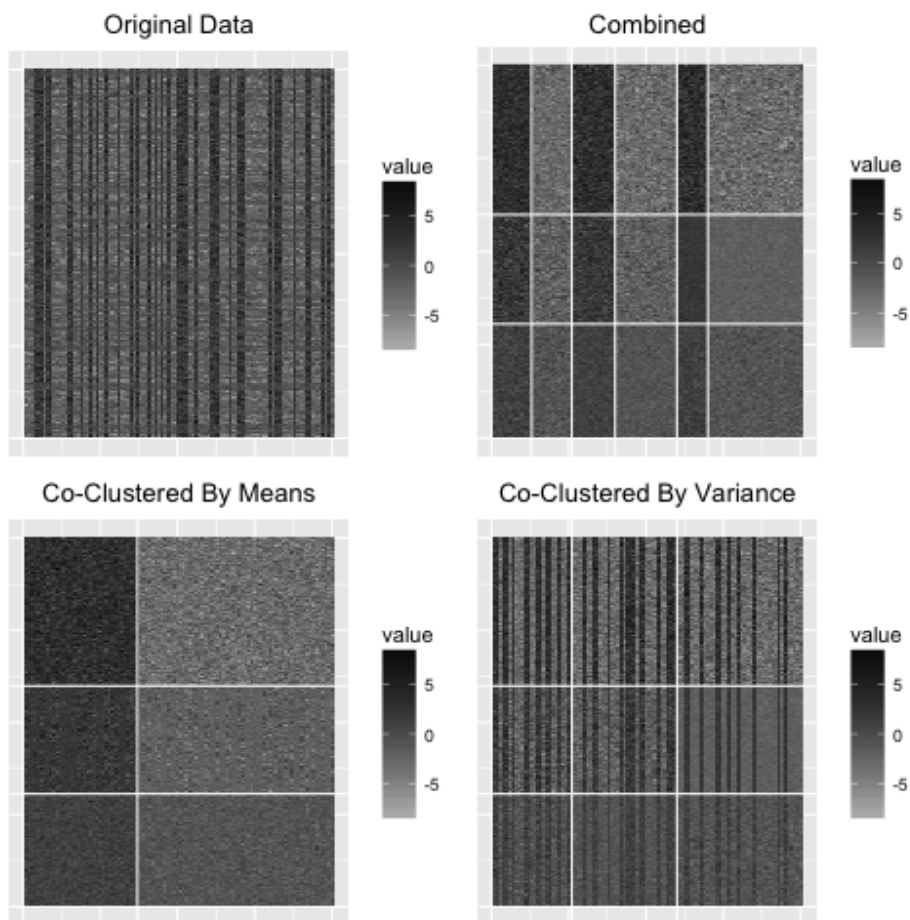 Original Data
value
5
0
-5
Combined
value
5
0
-5
Co-Clustered By Means
value
5
0
-5
Co-Clustered By Variance
value
5
0
-5